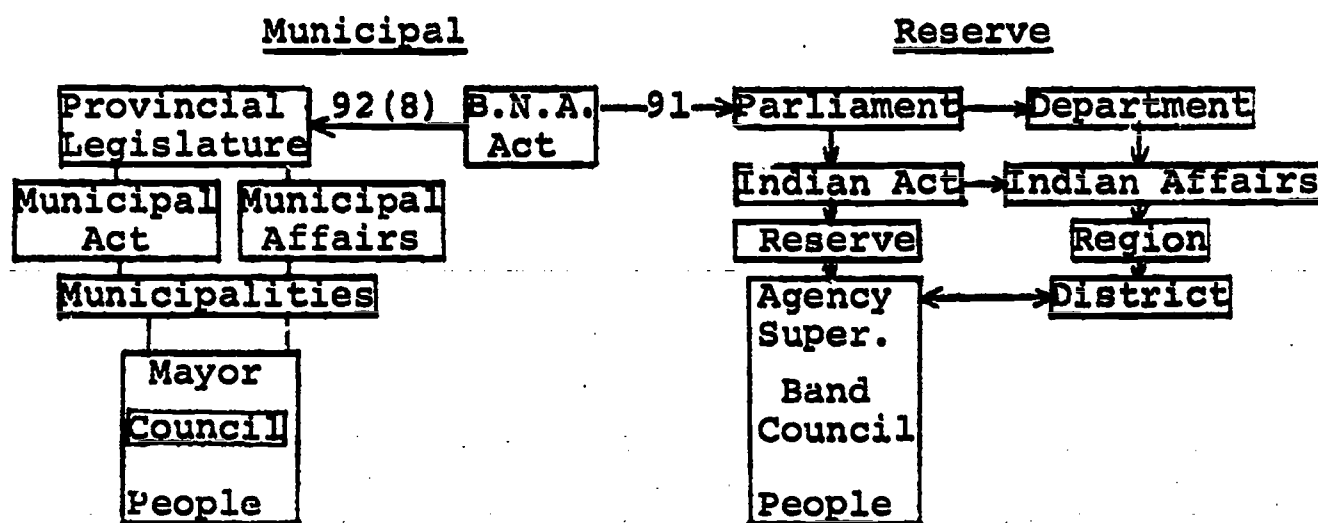 Municipal
Reserve
Provincial
Legislature
92(8)
B.N.A.
Act
91
Parliament
Department
Municipal
Act
Municipal
Affairs
Indian Act
Indian Affairs
Reserve
Region
Municipalities
Agency
Super.
District
Mayor
Council
People
Band
Council
People